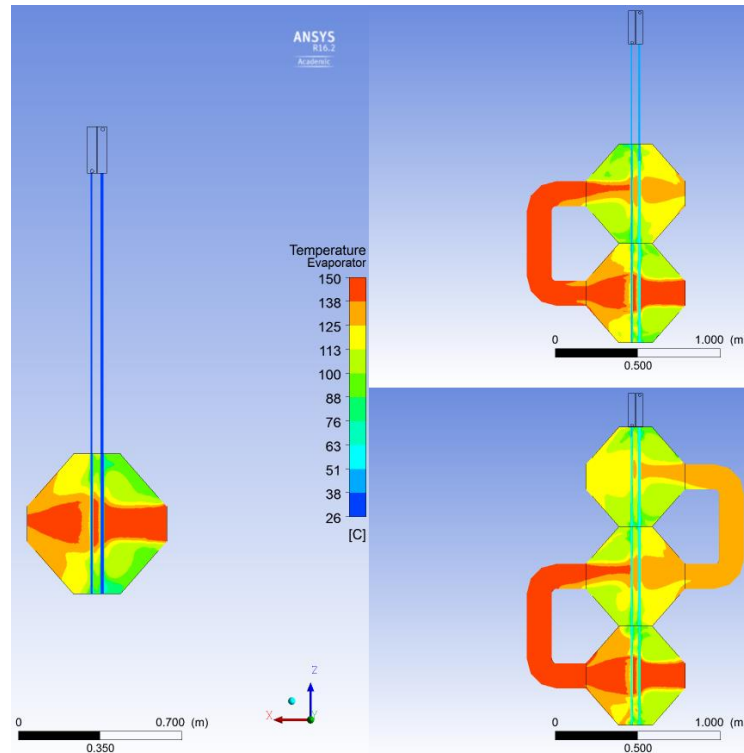 ANSYS
R16.2
Academic
Temperature
Evaporator
150
138
125
113
100
88
76
63
51
38
26
[C]
Z
X
Y
0 0.700 (m)
0.350
0 1.000 (m
0.500
0 1.000 (m
0.500